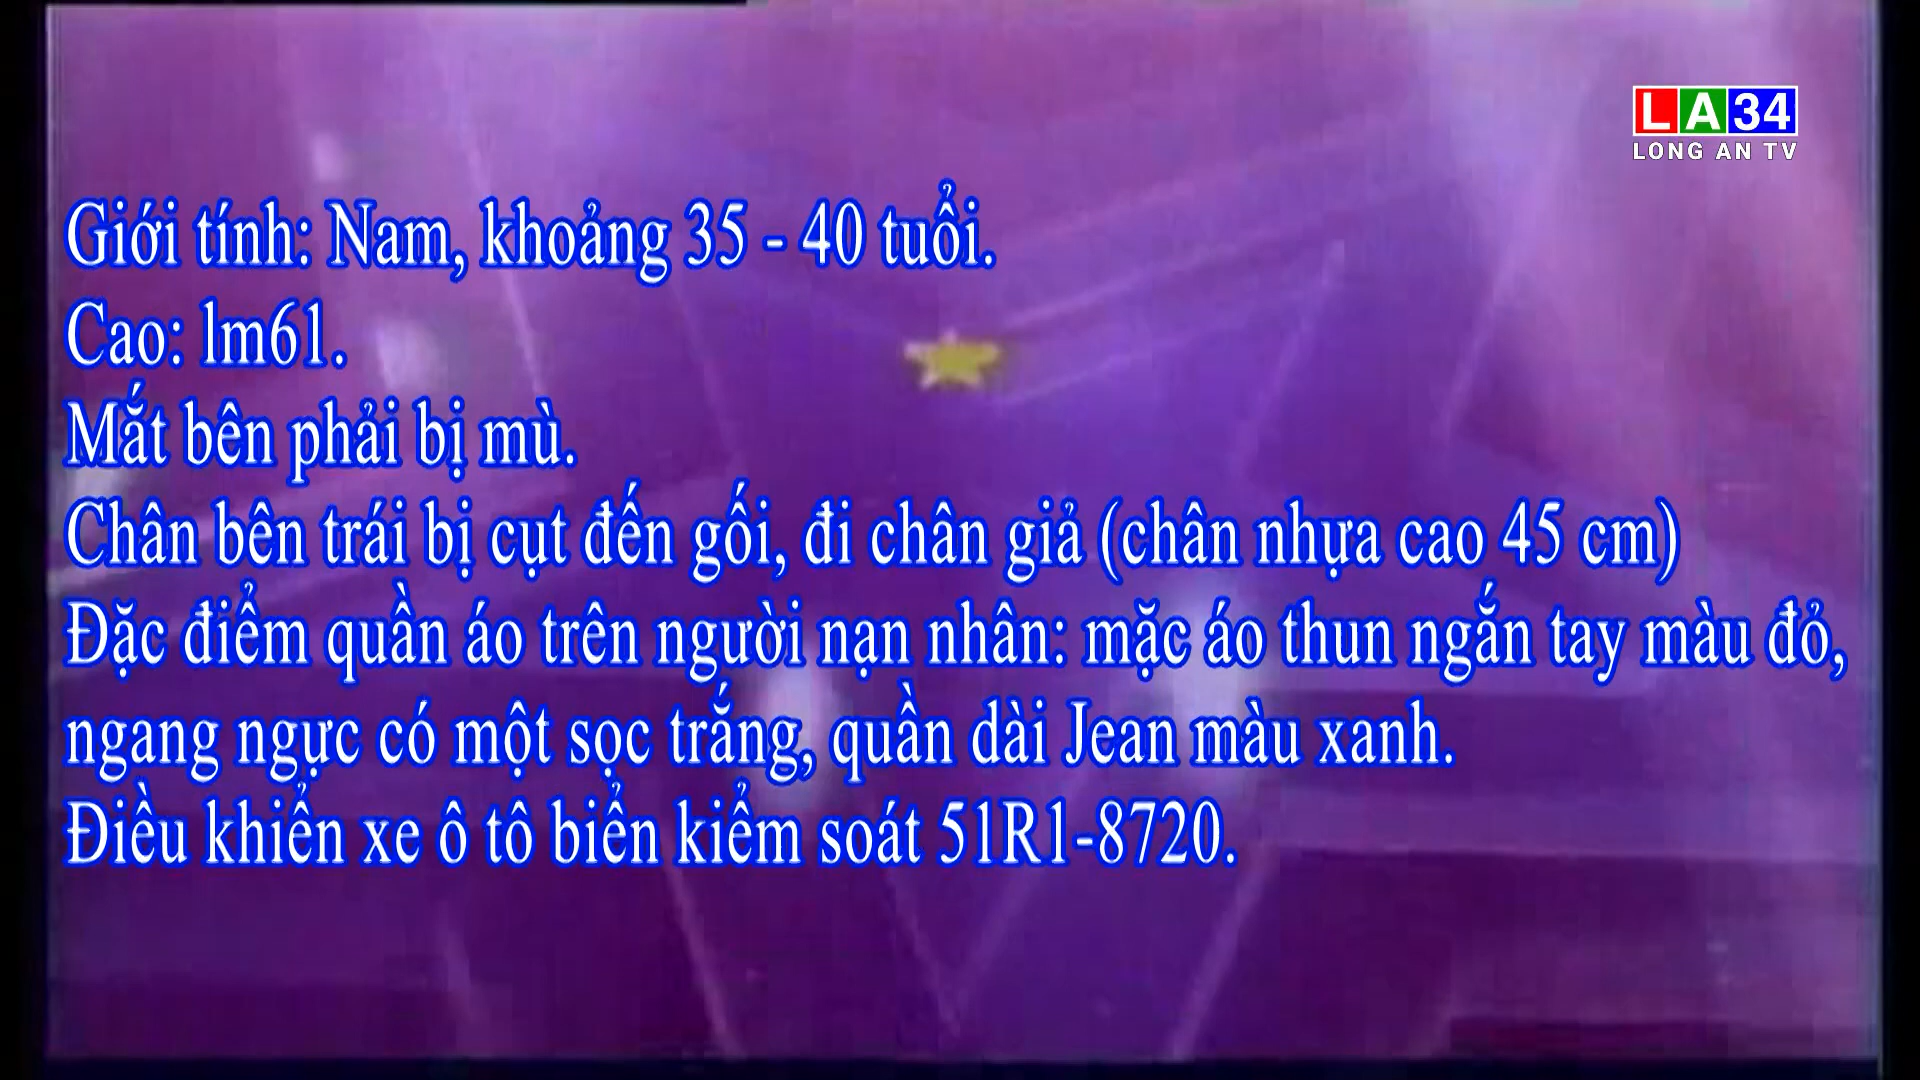 LA34
LONG AN TV
Giới tính: Nam, khoảng 35 - 40 tuổi.
Cao: lm61.
Mắt bên phải bị mù.
Chân bên trái bị cụt đến gối, đi chân giả (chân nhựa cao 45 cm)
Đặc điểm quần áo trên người nạn nhân: mặc áo thun ngắn tay màu đỏ,
ngang ngực có một sọc trắng, quần dài Jean màu xanh.
Điều khiển xe ô tô biển kiểm soát 51R1-8720.